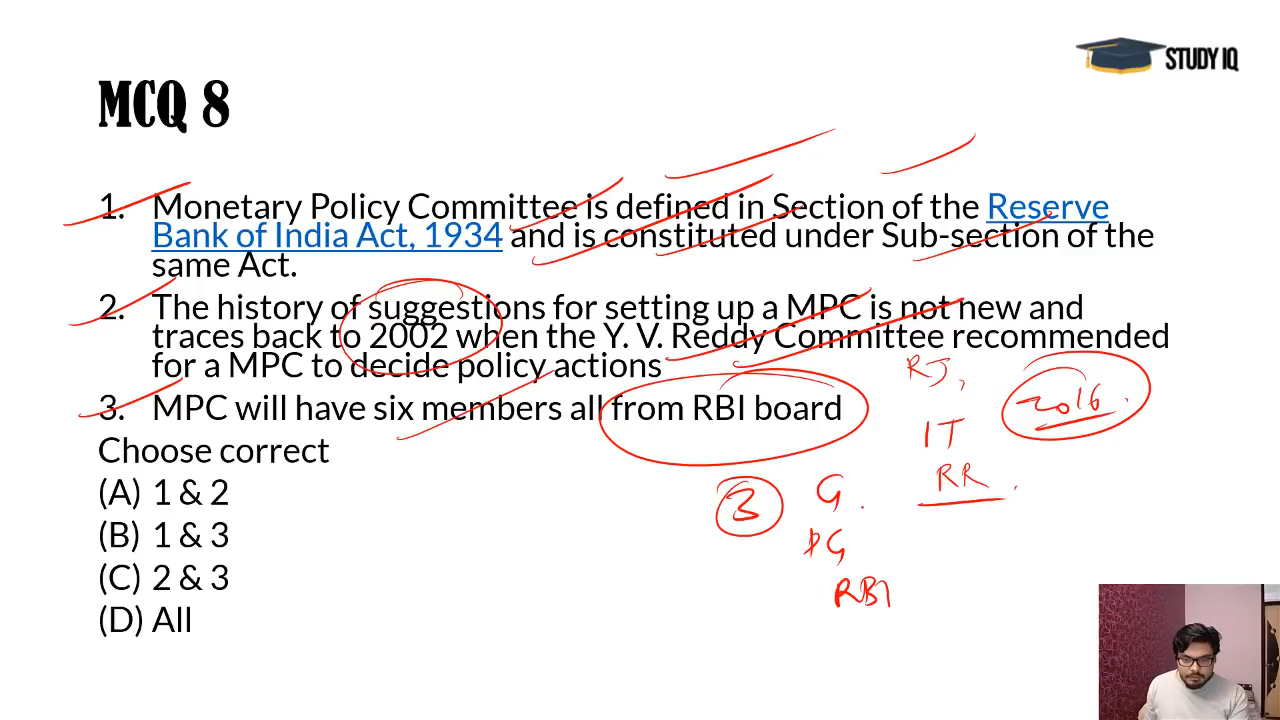 STUDY IQ
MCQ 8
1. Monetary Policy Committee is defined in Section of the Reserve
Bank of India Act, 1934 and is constituted under Sub-section of the
same Act.
2. The history of suggestions for setting up a MPC is not new and
traces back to 2002 when the Y. V. Reddy Committee recommended
for a MPC to decide policy actions
RJ,
2016
3. MPC will have six members all from RBI board
IT
Choose correct
RR
(A) 1 & 2
3 G
(B) 1 & 3
DG
(C) 2 & 3
RBI
(D) All